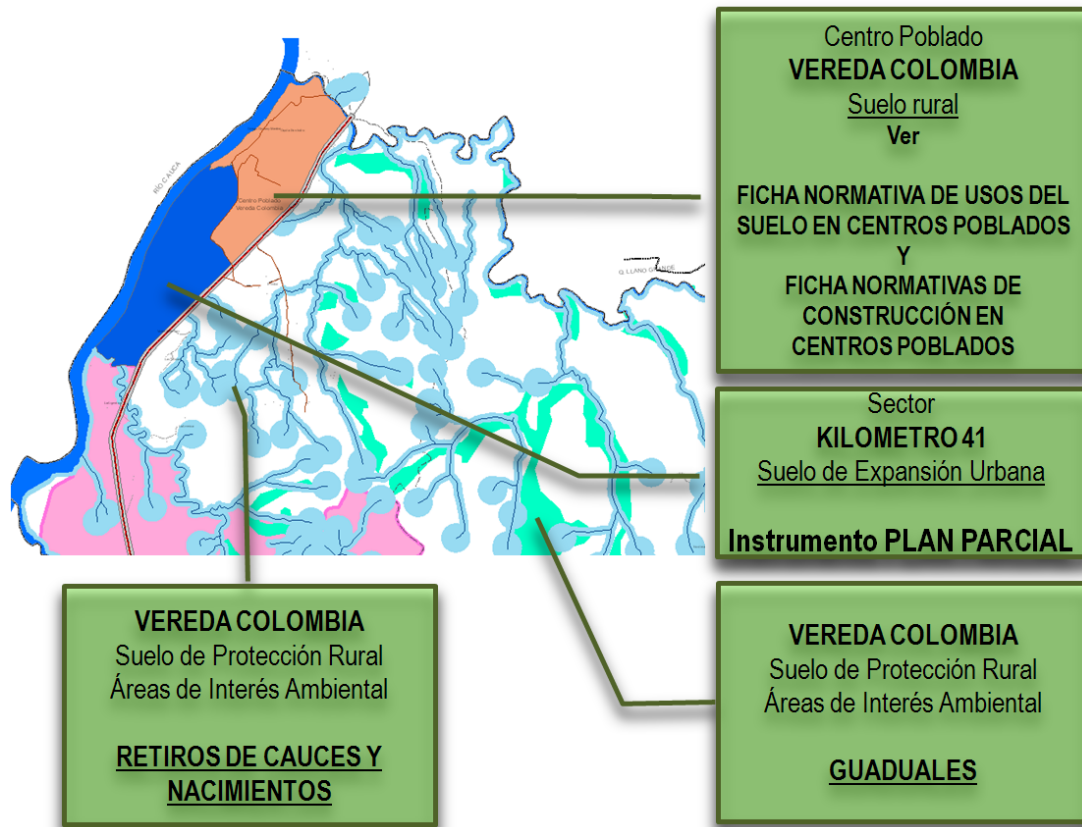 Centro Poblado
VEREDA COLOMBIA
Suelo rural
Ver
FICHA NORMATIVA DE USOS DEL
SUELO EN CENTROS POBLADOS
Y
FICHA NORMATIVAS DE
CONSTRUCCIÓN EN
CENTROS POBLADOS
RÍO CAUCA
Centro Poblado
Vereda Colombia
Q. LLANO GRANDE
Sector
KILOMETRO 41
Suelo de Expansión Urbana
Instrumento PLAN PARCIAL
VEREDA COLOMBIA
Suelo de Protección Rural
Áreas de Interés Ambiental
RETIROS DE CAUCES Y
NACIMIENTOS
VEREDA COLOMBIA
Suelo de Protección Rural
Áreas de Interés Ambiental
GUADUALES